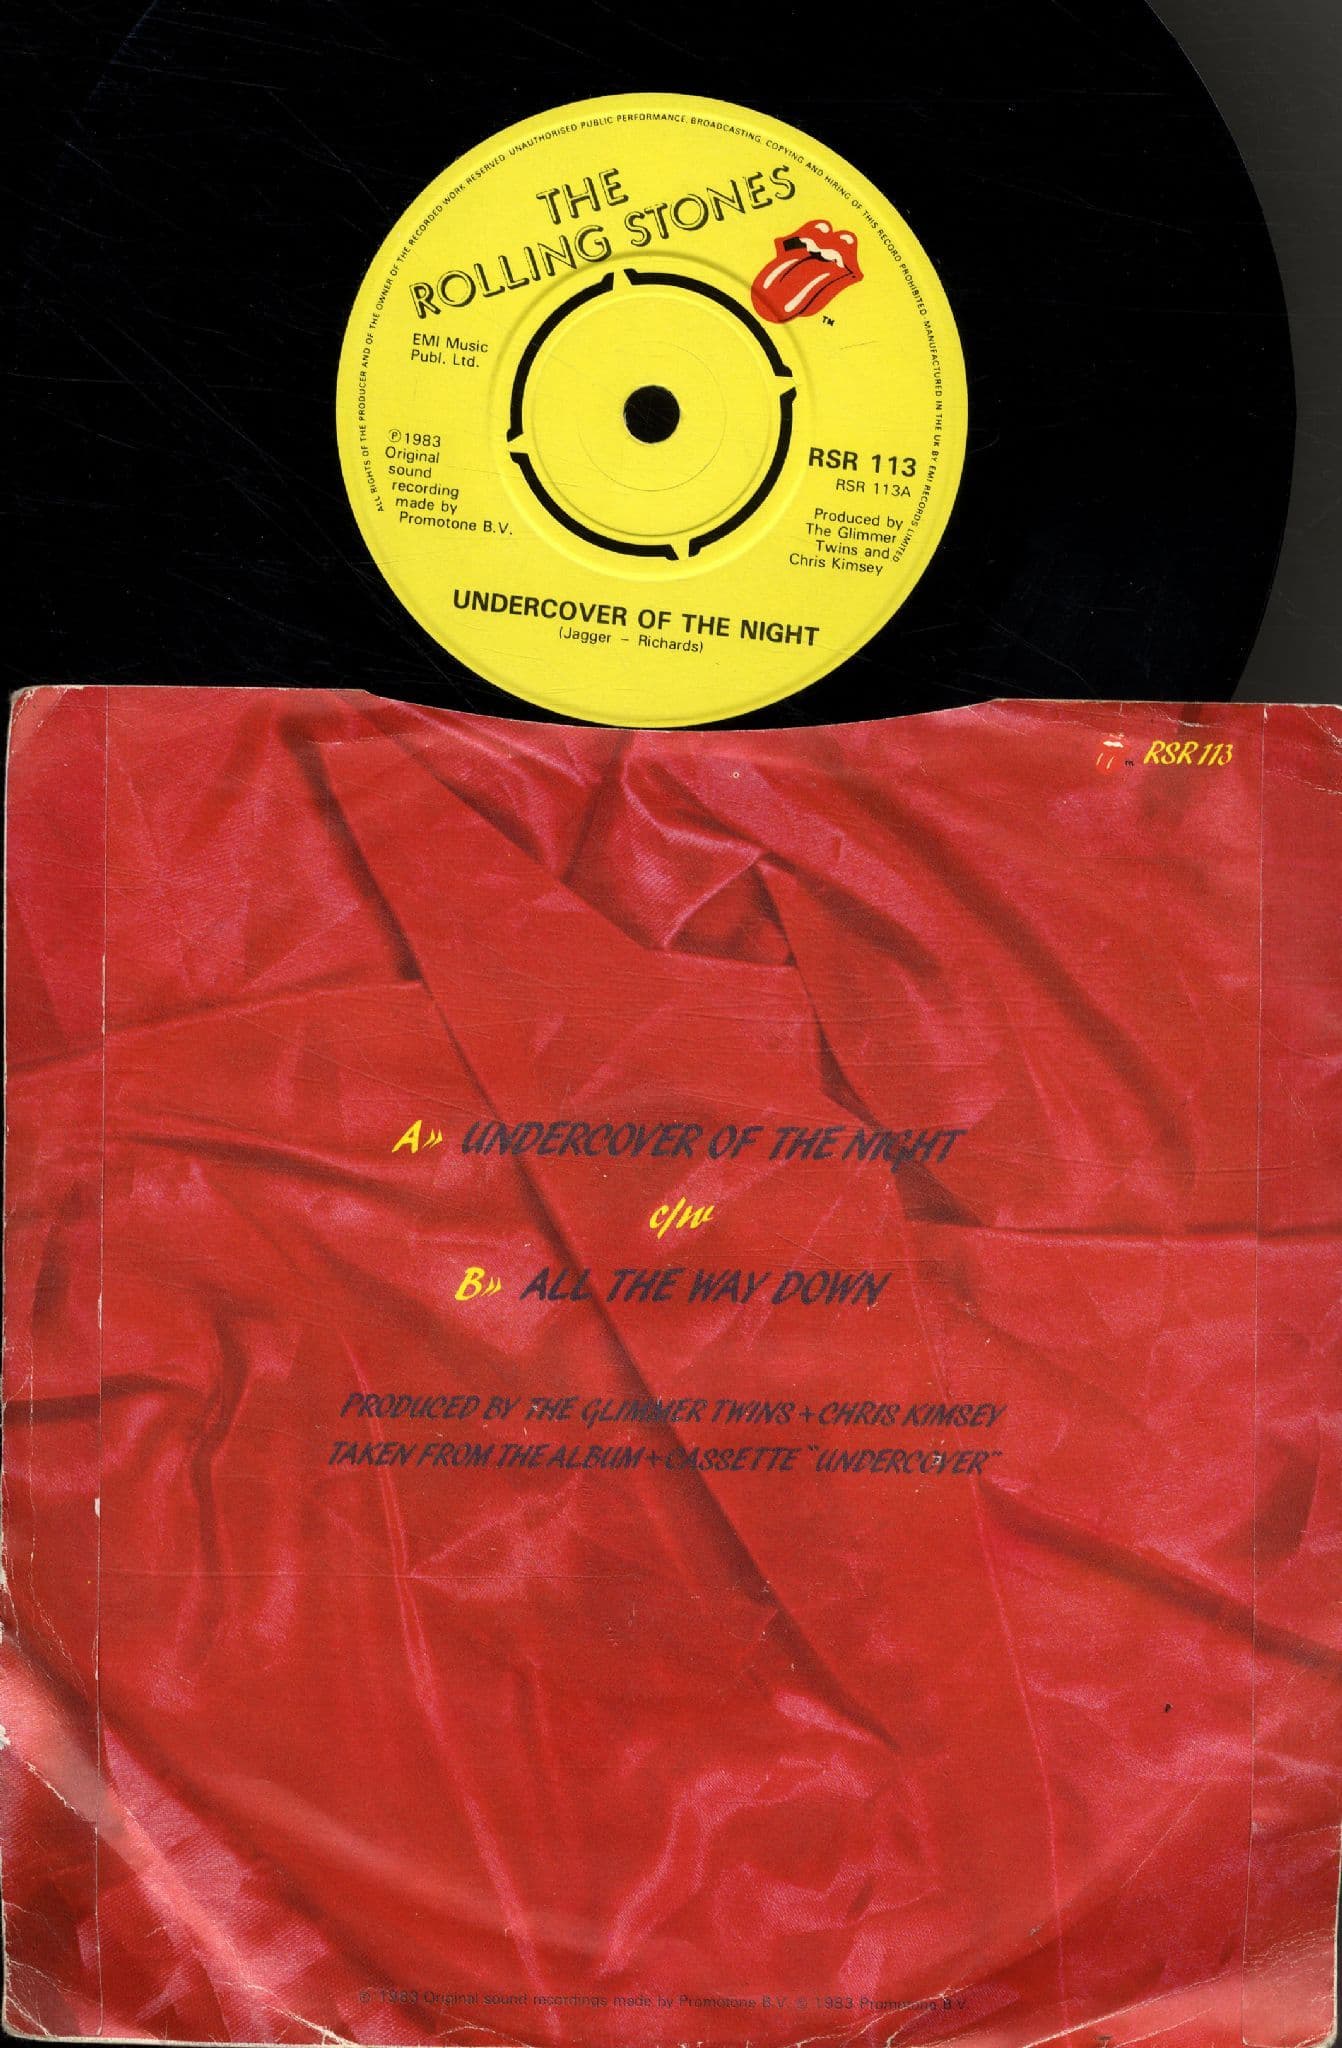 ALL RIGHTS OF THE PRODUCER AND OF THE OWNER OF THE RECORDED WORK RESERVED. UNAUTHORISED PUBLIC PERFORMANCE, BROADCASTING, COPYING AND HIRING OF THIS RECORD PROHIBITED. MANUFACTURED IN THE UK BY EMI RECORDS LIMITED
THE
ROLLING STONES
TM
EMI Music
Publ. Ltd.
℗1983
Original
sound
recording
made by
Promotone B.V.
RSR 113
RSR 113A
Produced by
The Glimmer
Twins and
Chris Kimsey
UNDERCOVER OF THE NIGHT
(Jagger – Richards)
TM RSR 113
A» UNDERCOVER OF THE NIGHT
c/w
B» ALL THE WAY DOWN
PRODUCED BY THE GLIMMER TWINS + CHRIS KIMSEY
TAKEN FROM THE ALBUM + CASSETTE "UNDERCOVER"
℗ 1983 Original sound recordings made by Promotone B.V. © 1983 Promotone B.V.